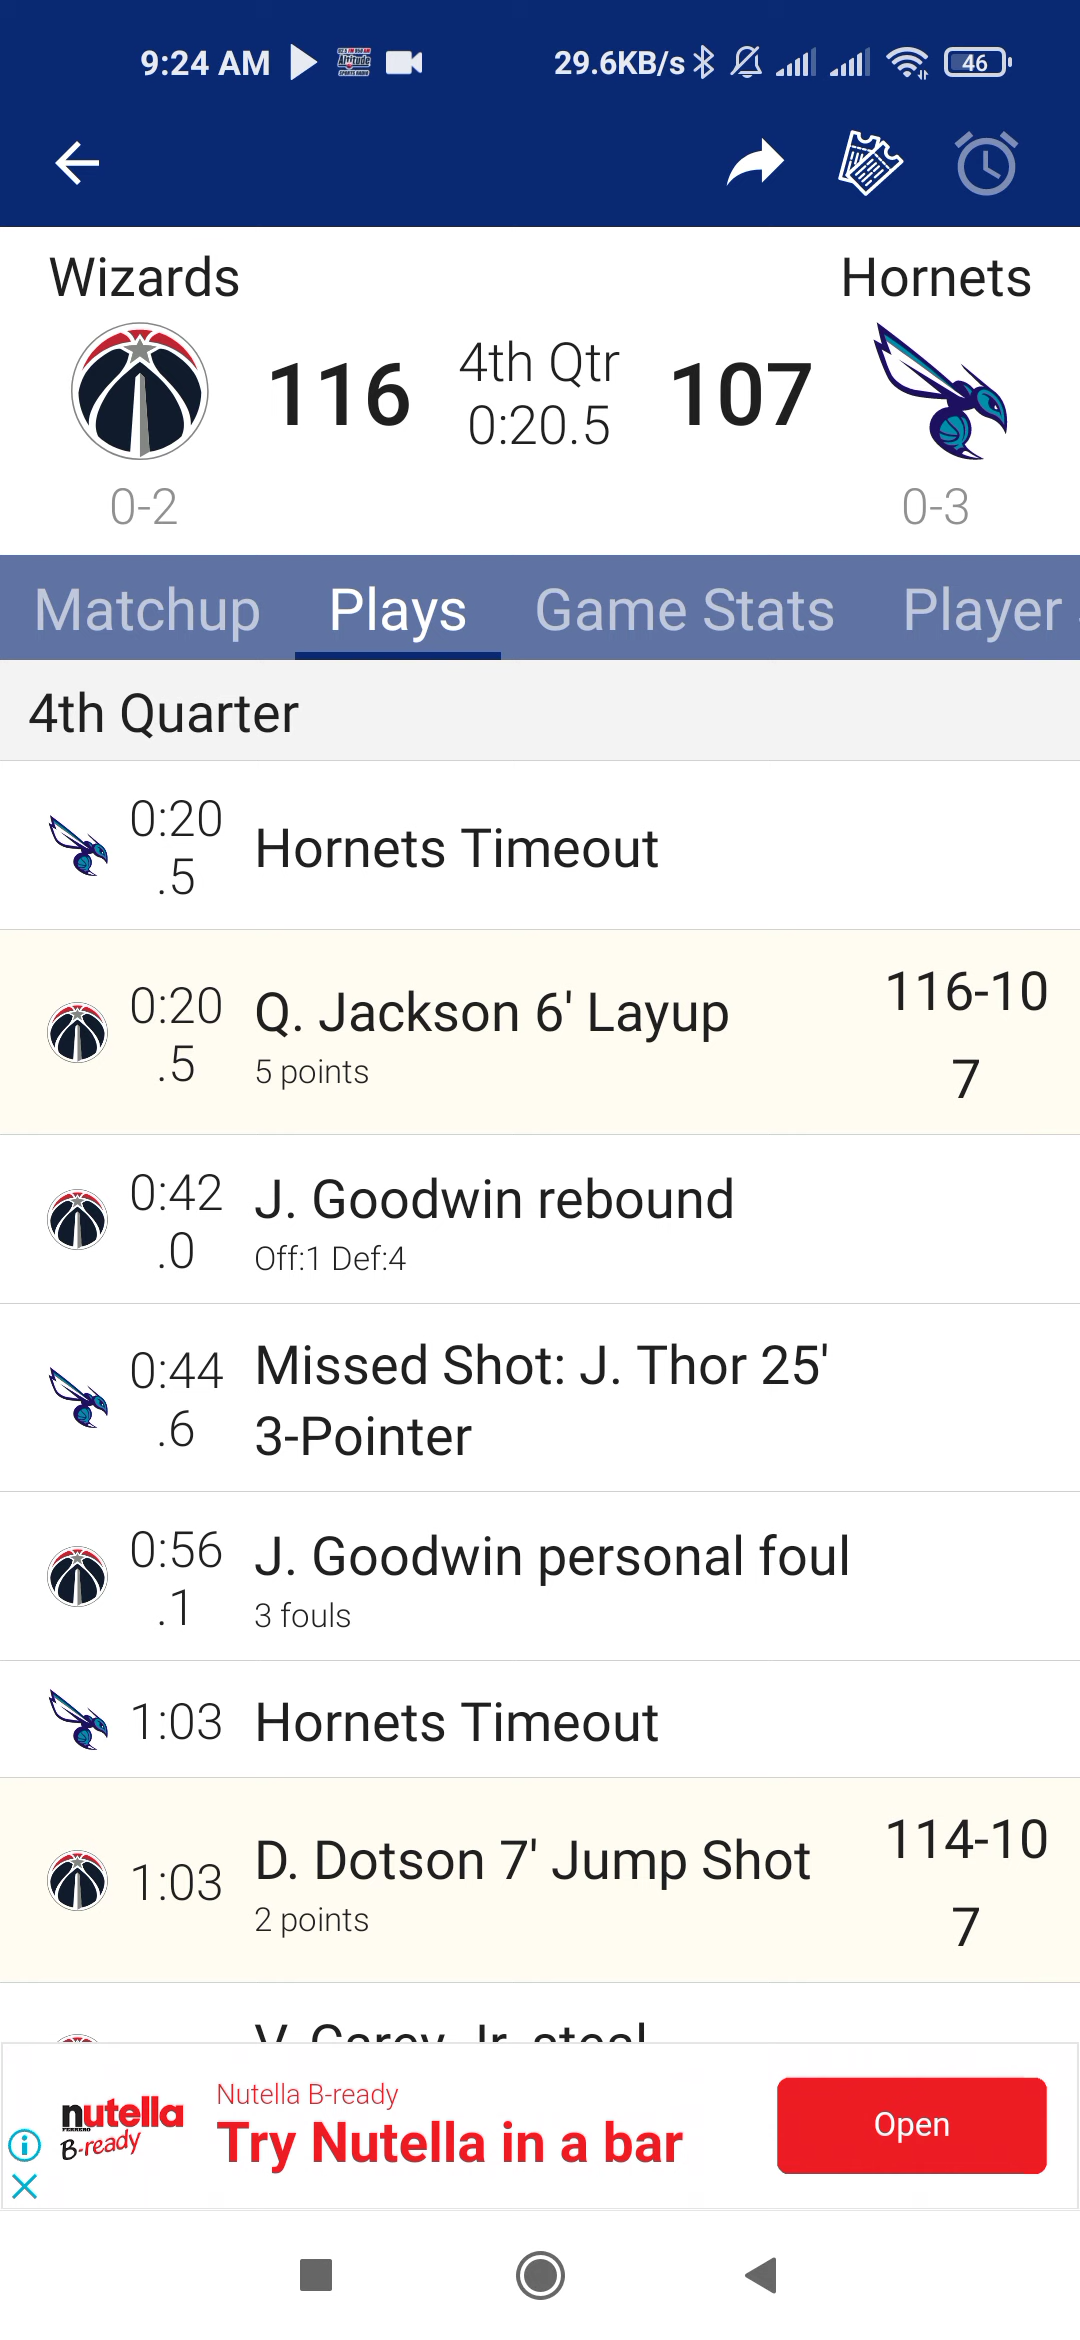 9:24 AM
29.6KB/s
46
Wizards
Hornets
116
4th Qtr
0:20.5
107
0-2
0-3
Matchup
Plays
Game Stats
Player
4th Quarter
0:20
.5
Hornets Timeout
0:20
.5
Q. Jackson 6' Layup
5 points
116-10
7
0:42
.0
J. Goodwin rebound
Off:1 Def:4
0:44
.6
Missed Shot: J. Thor 25'
3-Pointer
0:56
.1
J. Goodwin personal foul
3 fouls
1:03
Hornets Timeout
1:03
D. Dotson 7' Jump Shot
2 points
114-10
7
V. Carey Jr. steal
nutella
B-ready
Nutella B-ready
Try Nutella in a bar
Open